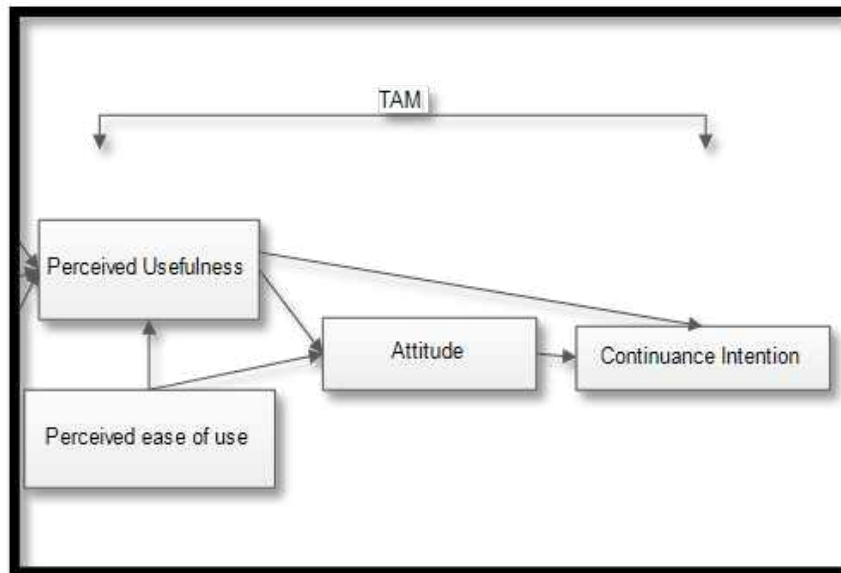 TAM
Perceived Usefulness
Attitude
Continuance Intention
Perceived ease of use